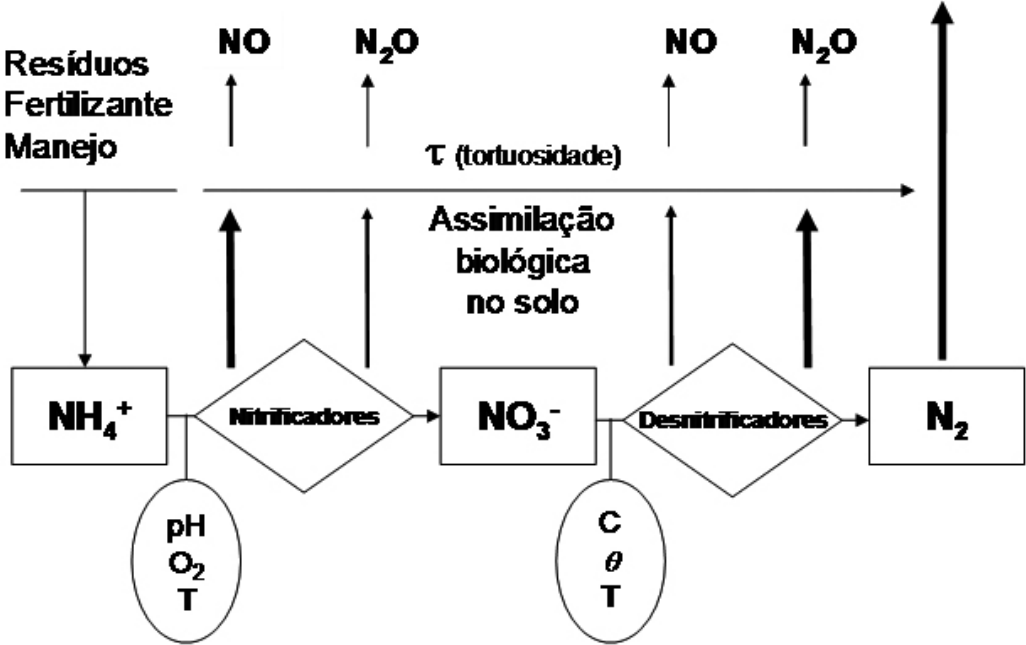 NO
N₂O
NO
N₂O
Resíduos
Fertilizante
Manejo
τ (tortuosidade)
Assimilação
biológica
no solo
NH₄⁺
Nitrificadores
NO₃⁻
Desnitrificadores
N₂
pH
O₂
T
C
θ
T